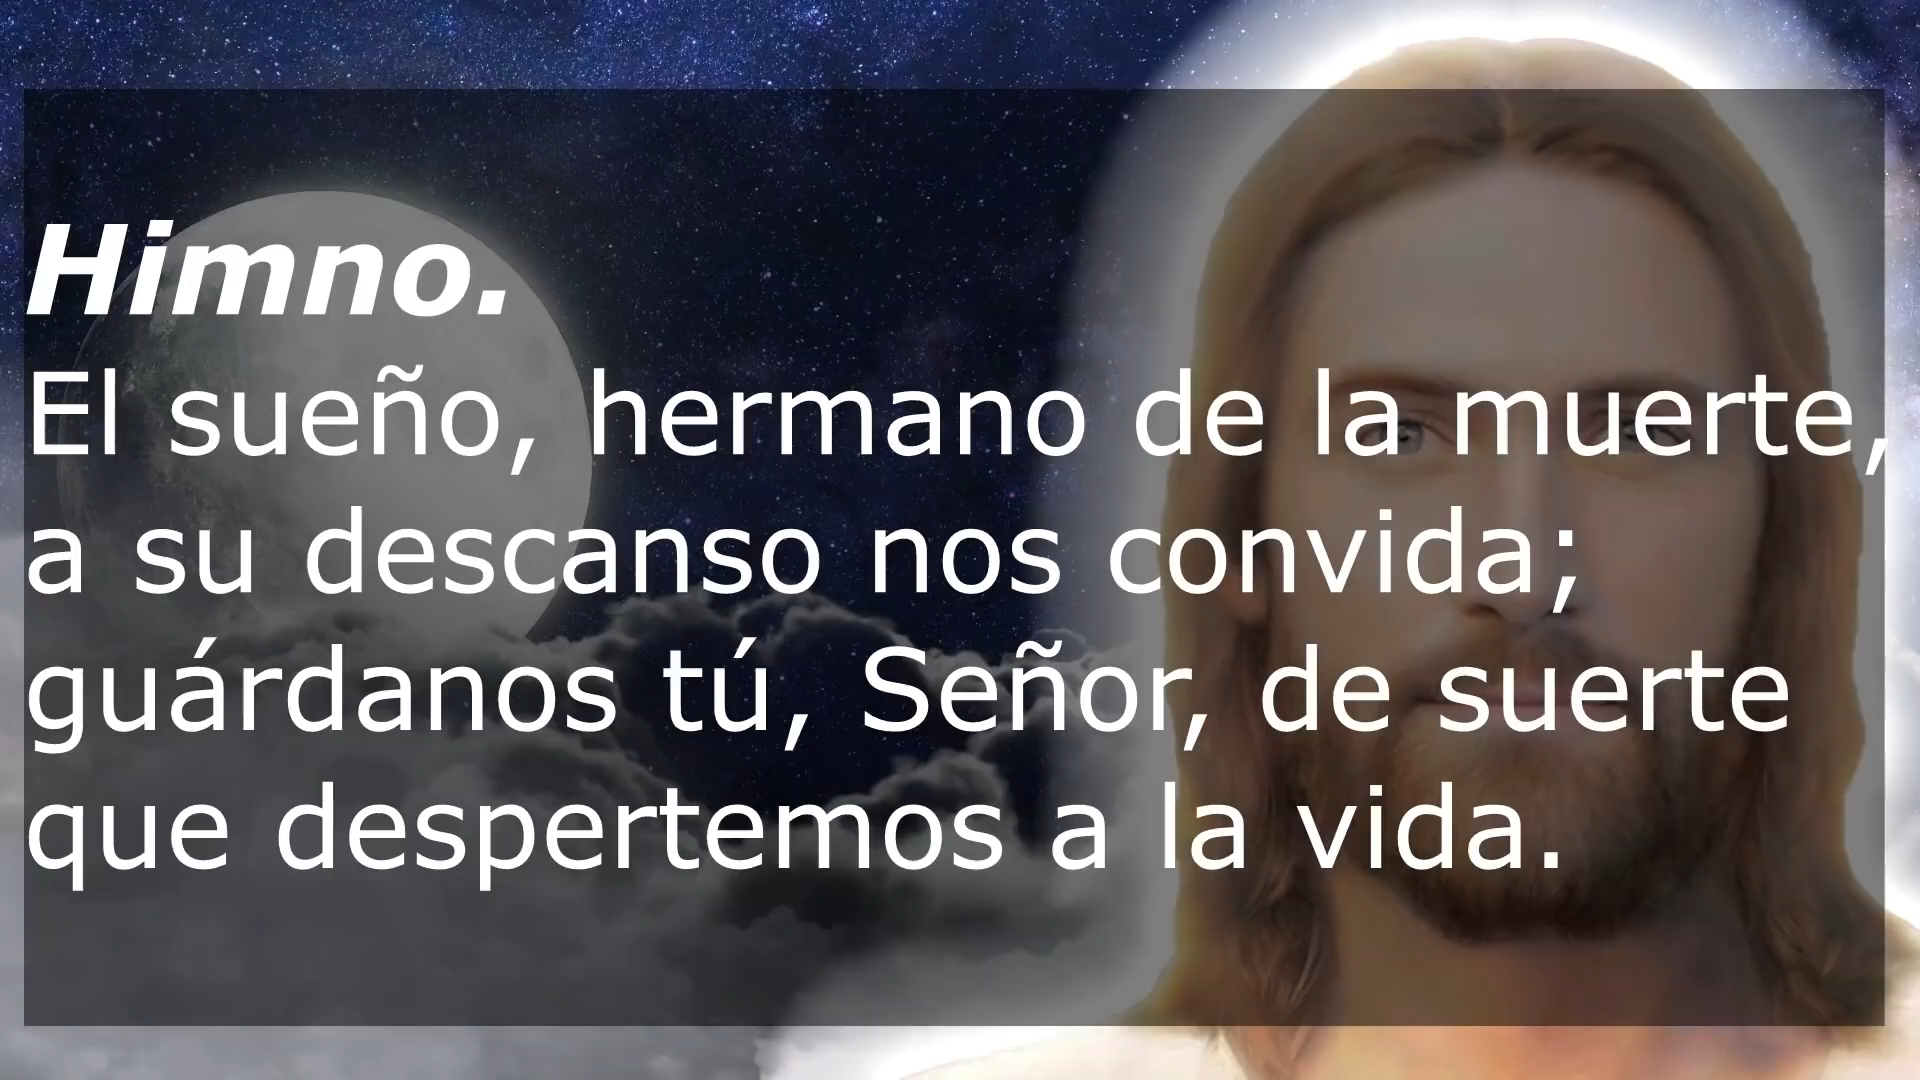 Himno.
El sueño, hermano de la muerte,
a su descanso nos convida;
guárdanos tú, Señor, de suerte
que despertemos a la vida.